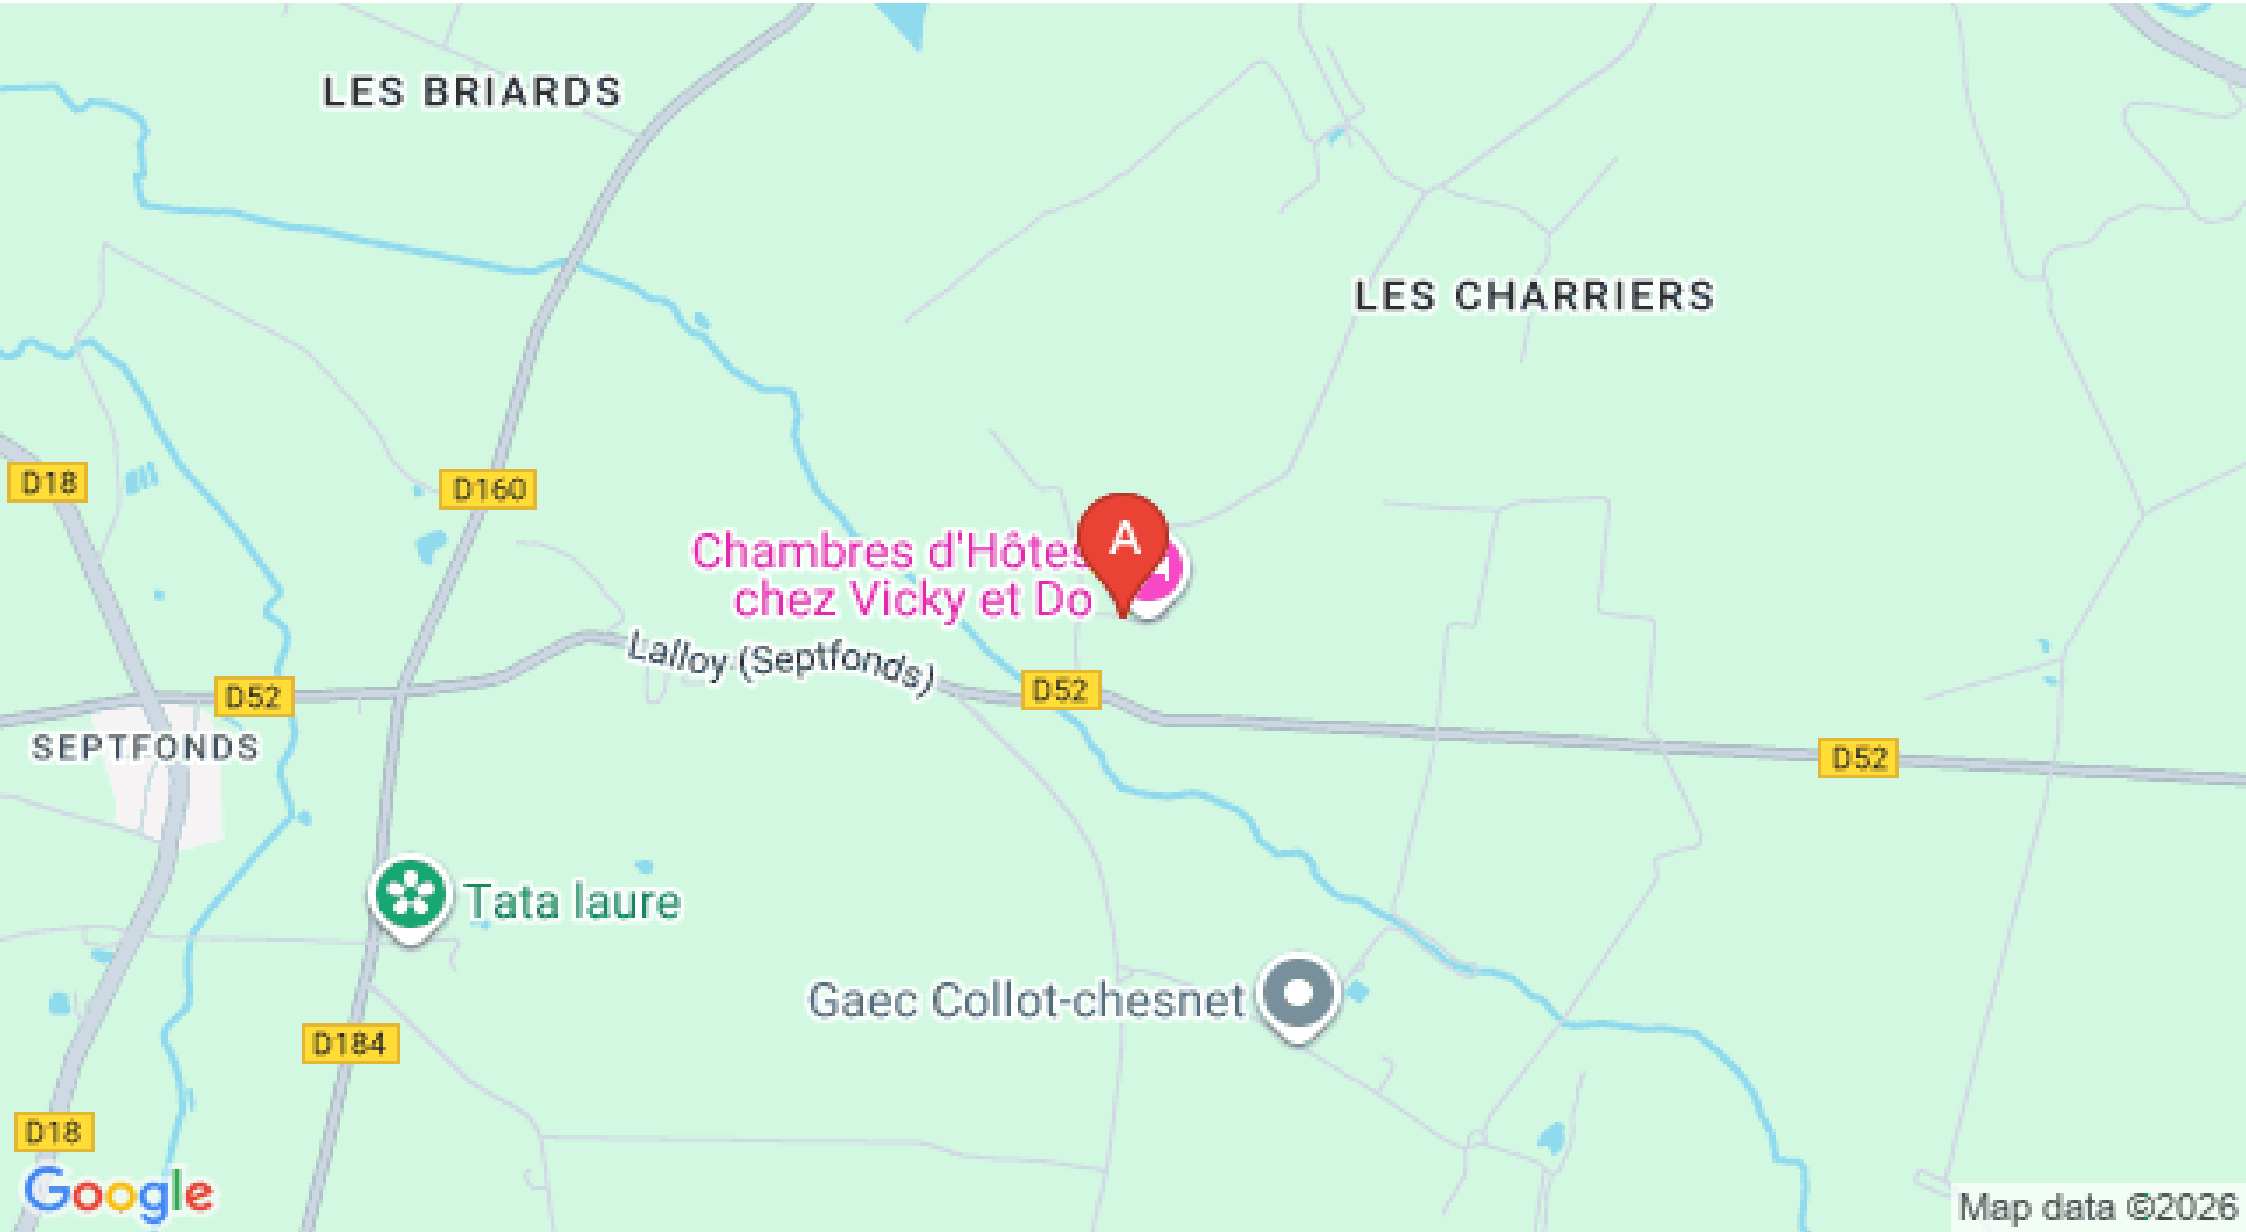 LES BRIARDS
LES CHARRIERS
D18
D160
A
Chambres d'Hôtes
chez Vicky et Do
Lalloy (Septfonds)
D52
D52
D52
SEPTFONDS
Tata laure
Gaec Collot-chesnet
D184
D18
Google
Map data ©2026